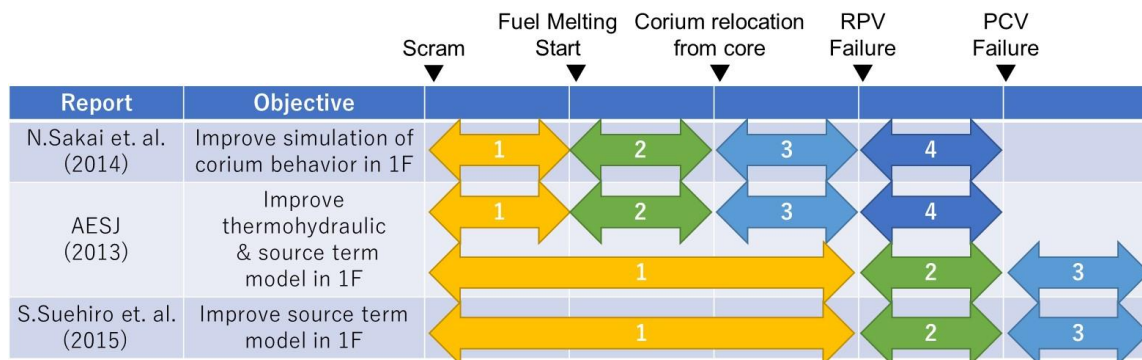 Scram
Fuel Melting
Start
Corium relocation
from core
RPV
Failure
PCV
Failure
Report
Objective
N.Sakai et. al.
(2014)
Improve simulation of
corium behavior in 1F
1
2
3
4
AESJ
(2013)
Improve
thermohydraulic
& source term
model in 1F
1
2
3
4
1
2
3
S.Suehiro et. al.
(2015)
Improve source term
model in 1F
1
2
3